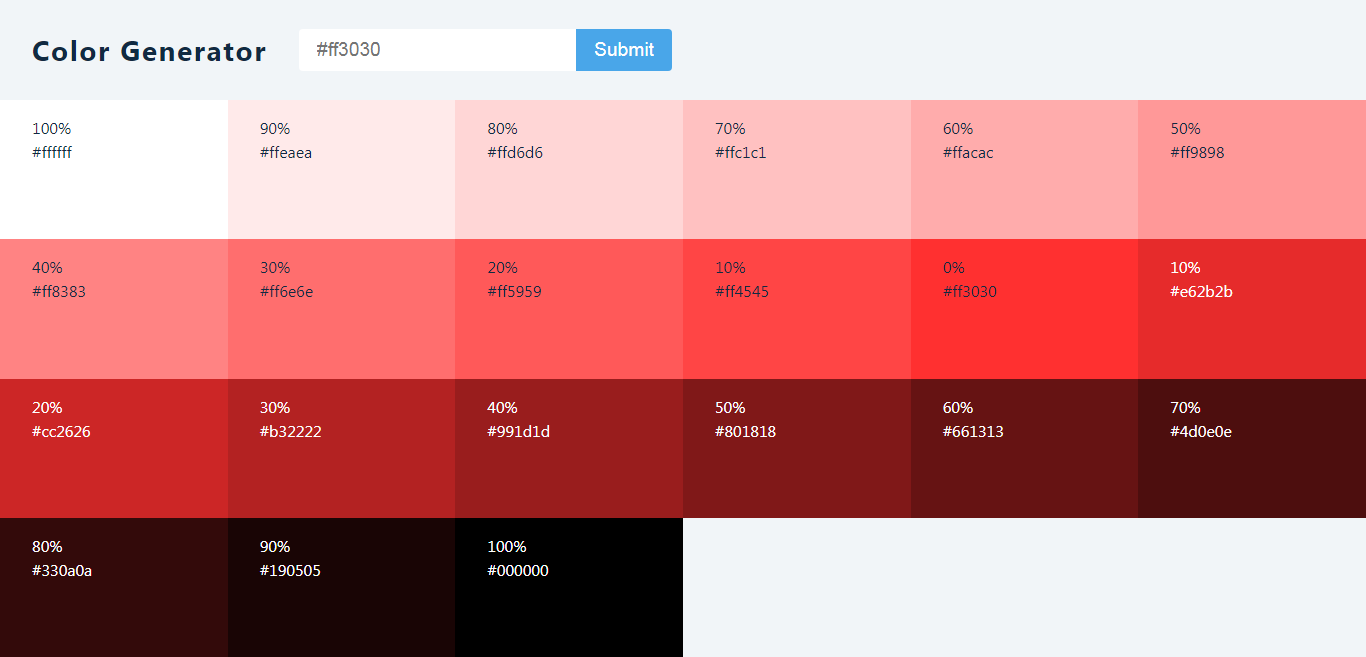 Color Generator
#ff3030
Submit
100%
#ffffff
90%
#ffeaea
80%
#ffd6d6
70%
#ffc1c1
60%
#ffacac
50%
#ff9898
40%
#ff8383
30%
#ff6e6e
20%
#ff5959
10%
#ff4545
0%
#ff3030
10%
#e62b2b
20%
#cc2626
30%
#b32222
40%
#991d1d
50%
#801818
60%
#661313
70%
#4d0e0e
80%
#330a0a
90%
#190505
100%
#000000